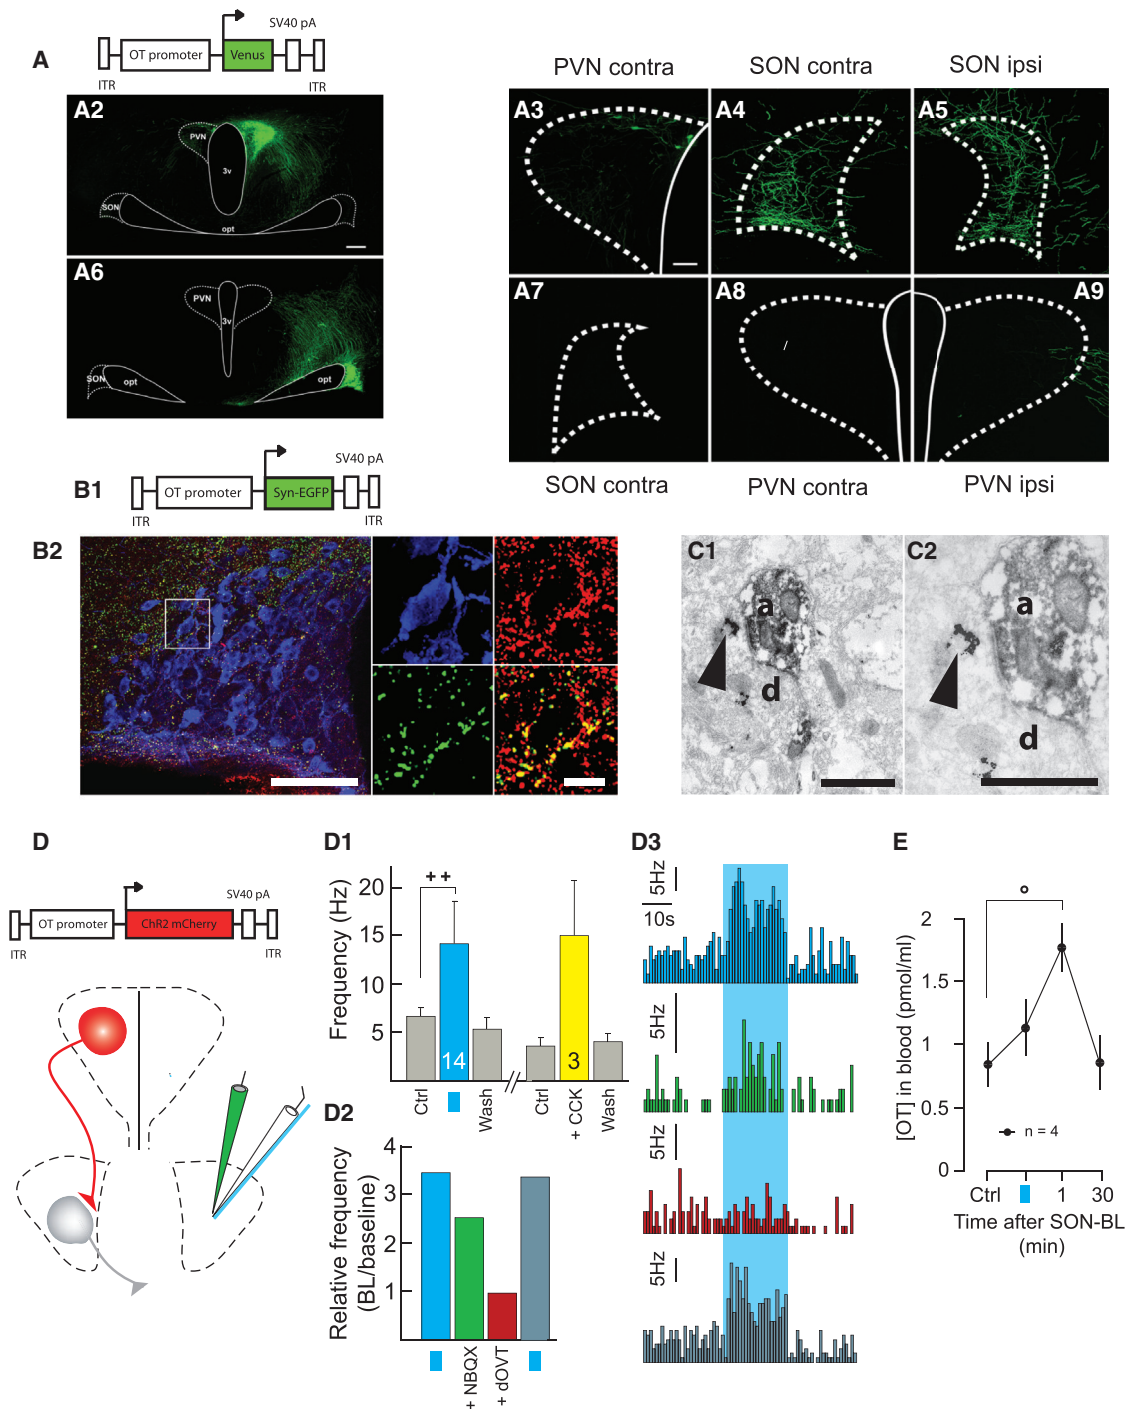 A
SV40 pA
OT promoter
Venus
ITR
ITR
PVN contra
SON contra
SON ipsi
A2
PVN
3v
SON
opt
A3
A4
A5
A6
PVN
3v
SON
opt
opt
A7
A8
A9
SON contra
PVN contra
PVN ipsi
B1
SV40 pA
OT promoter
Syn-EGFP
ITR
ITR
B2
C1
a
d
C2
a
d
D
SV40 pA
OT promoter
ChR2 mCherry
ITR
ITR
D1
Frequency (Hz)
20
15
10
5
++
14
3
Ctrl
Wash
Ctrl
+ CCK
Wash
D2
Relative frequency
(BL/baseline)
4
3
2
1
+ NBQX
+ dOVT
D3
5Hz
10s
5Hz
5Hz
5Hz
E
[OT] in blood (pmol/ml)
2
1.5
1
0.5
0
n = 4
Ctrl
1
30
Time after SON-BL
(min)